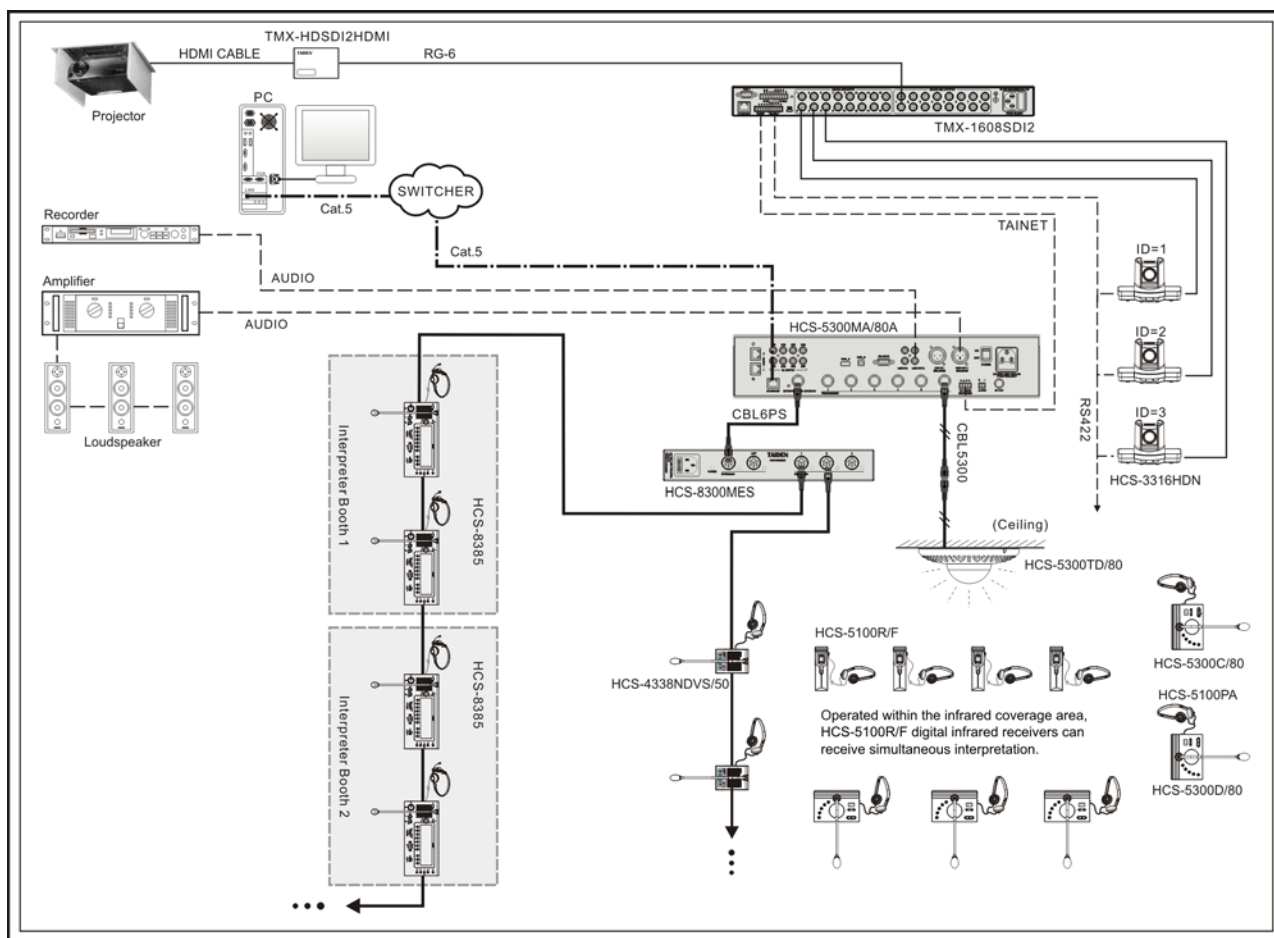 TMX-HDSDI2HDMI
HDMI CABLE
RG-6
Projector
PC
TMX-1608SDI2
SWITCHER
Cat.5
Recorder
Cat.5
TAINET
AUDIO
ID=1
Amplifier
AUDIO
HCS-5300MA/80A
ID=2
RS422
Loudspeaker
CBL6PS
CBL5300
ID=3
TAIDEN
HCS-8300MES
HCS-3316HDN
Interpreter Booth 1
HCS-8385
(Ceiling)
HCS-5300TD/80
HCS-5100R/F
HCS-5300C/80
HCS-4338NDVS/50
HCS-5100PA
Interpreter Booth 2
HCS-8385
Operated within the infrared coverage area,
HCS-5100R/F digital infrared receivers can
receive simultaneous interpretation.
HCS-5300D/80